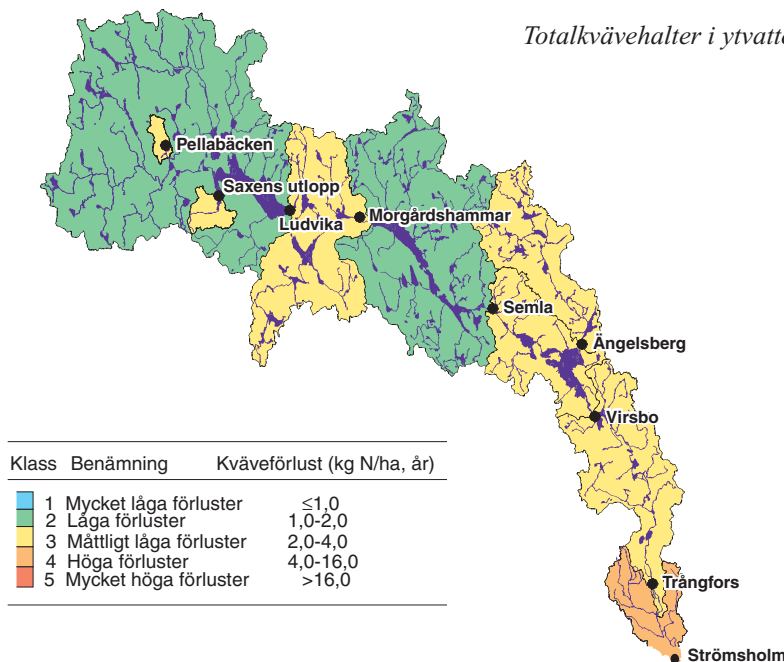 Totalkvävehalter i ytvatte
Pellabäcken
Saxens utlopp
Ludvika
Morgårdshammar
Semla
Ängelsberg
Virsbo
Klass Benämning Kväveförlust (kg N/ha, år)
1 Mycket låga förluster ≤1,0
2 Låga förluster 1,0-2,0
3 Måttligt låga förluster 2,0-4,0
4 Höga förluster 4,0-16,0
5 Mycket höga förluster >16,0
Trångfors
Strömsholm